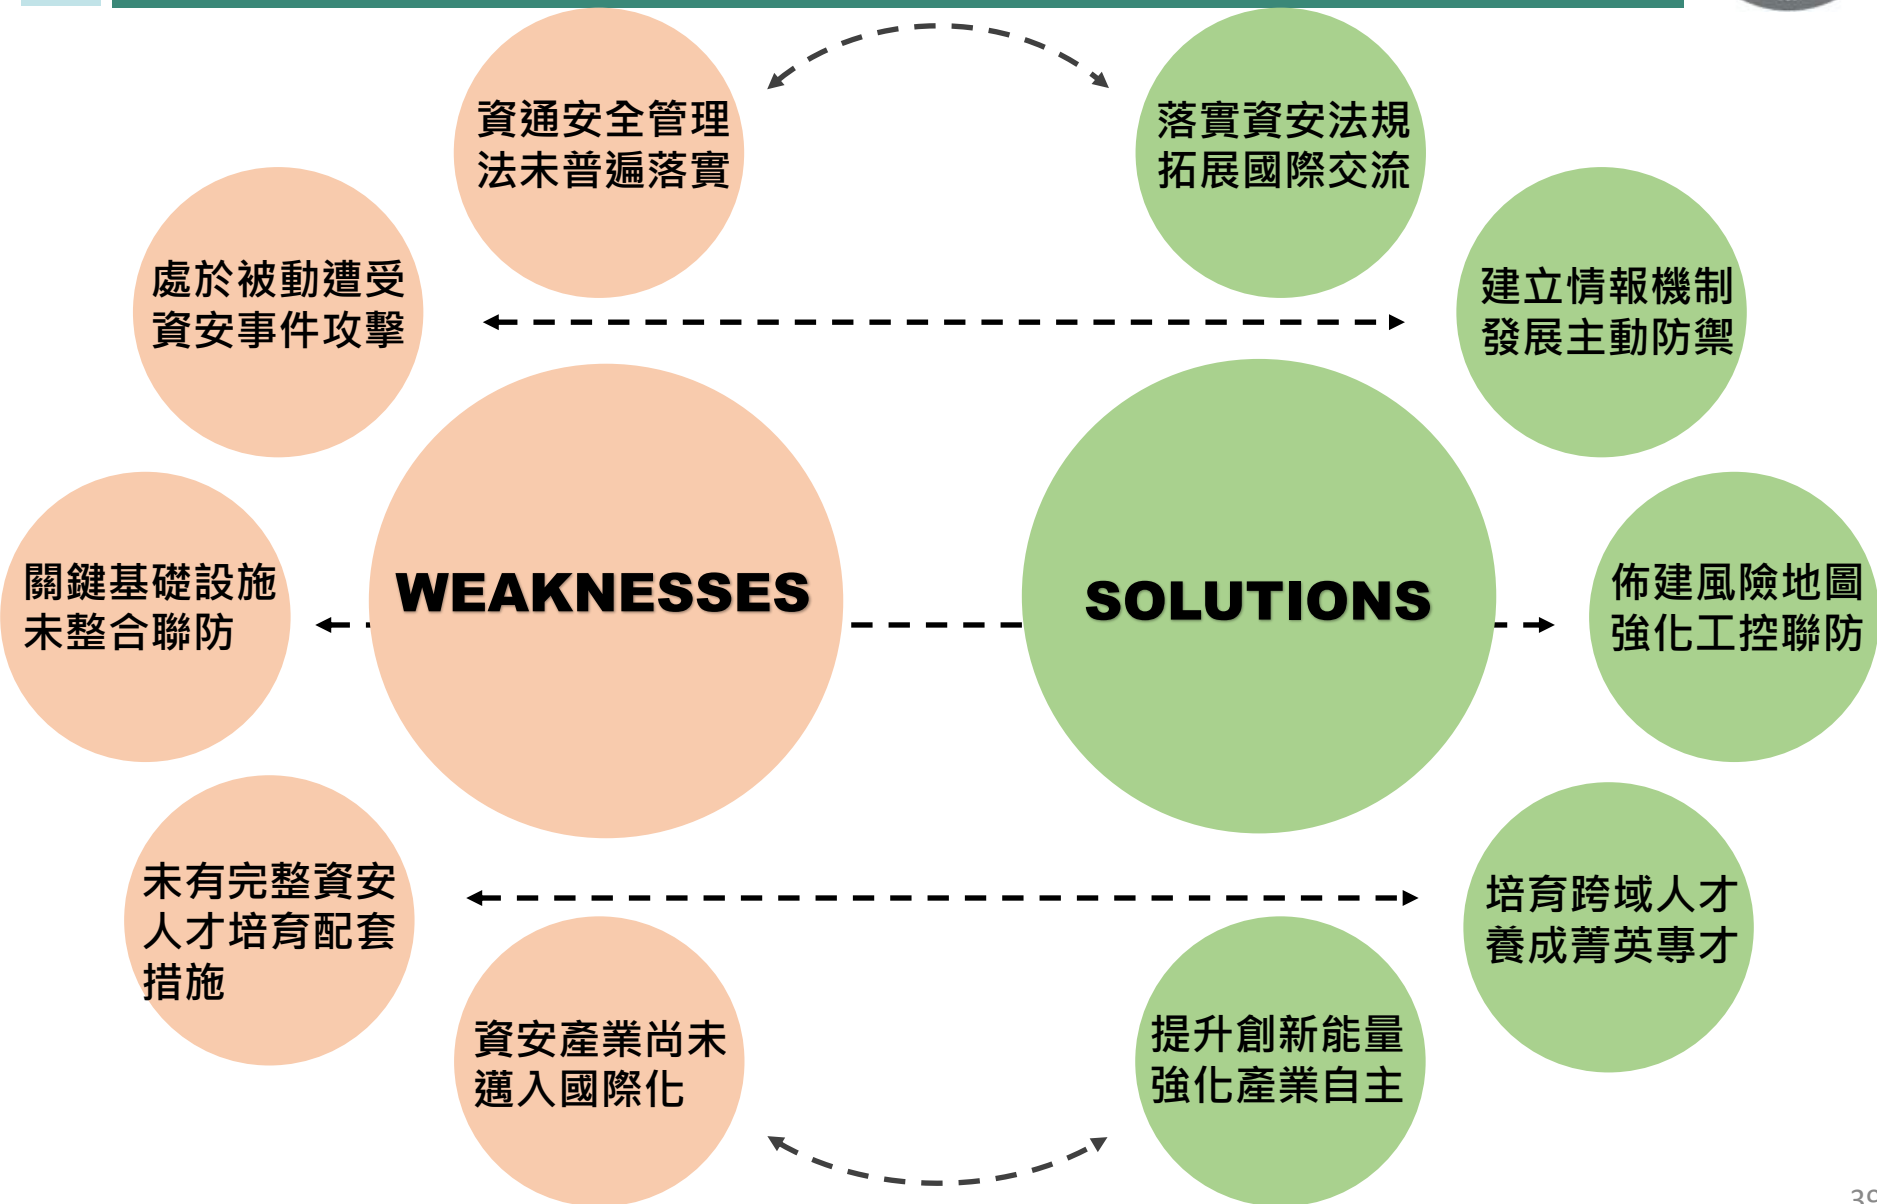 資通安全管理
法未普遍落實
落實資安法規
拓展國際交流
處於被動遭受
資安事件攻擊
建立情報機制
發展主動防禦
WEAKNESSES
SOLUTIONS
關鍵基礎設施
未整合聯防
佈建風險地圖
強化工控聯防
未有完整資安
人才培育配套
措施
培育跨域人才
養成菁英專才
資安產業尚未
邁入國際化
提升創新能量
強化產業自主
39